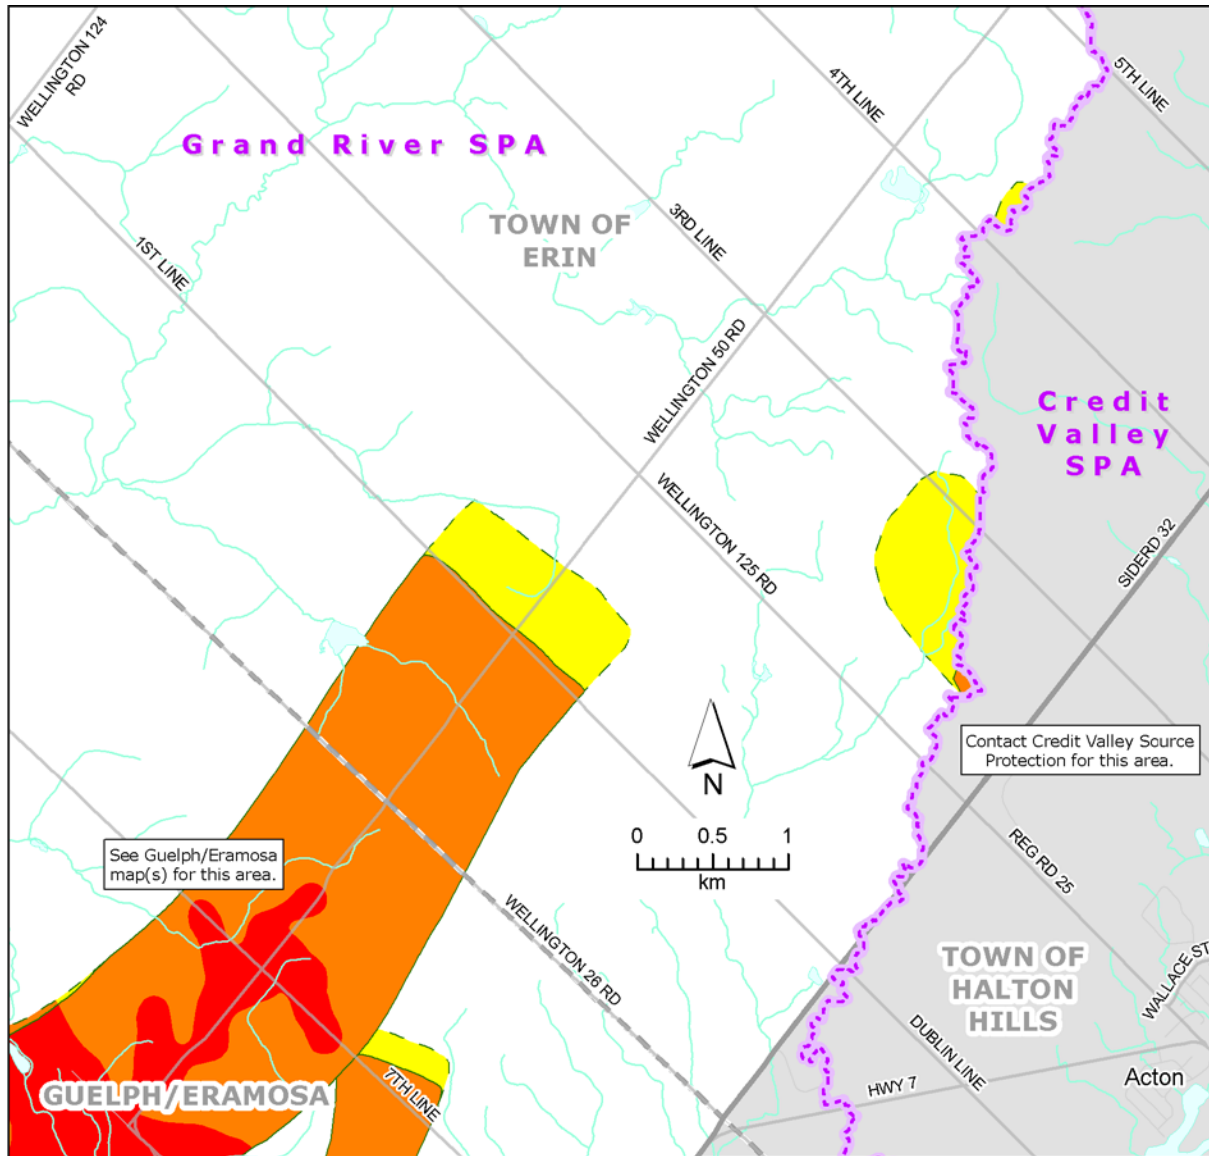 WELLINGTON 124
RD
5TH LINE
4TH LINE
Grand River SPA
TOWN OF
ERIN
3RD LINE
1ST LINE
WELLINGTON 50 RD
Credit
Valley
SPA
WELLINGTON 125 RD
SIDERD 32
Contact Credit Valley Source
Protection for this area.
N
0 0.5 1
km
See Guelph/Eramosa
map(s) for this area.
REG RD 25
WELLINGTON 26 RD
TOWN OF
HALTON
HILLS
WALLACE ST
DUBLIN LINE
HWY 7
Acton
7TH LINE
GUELPH/ERAMOSA